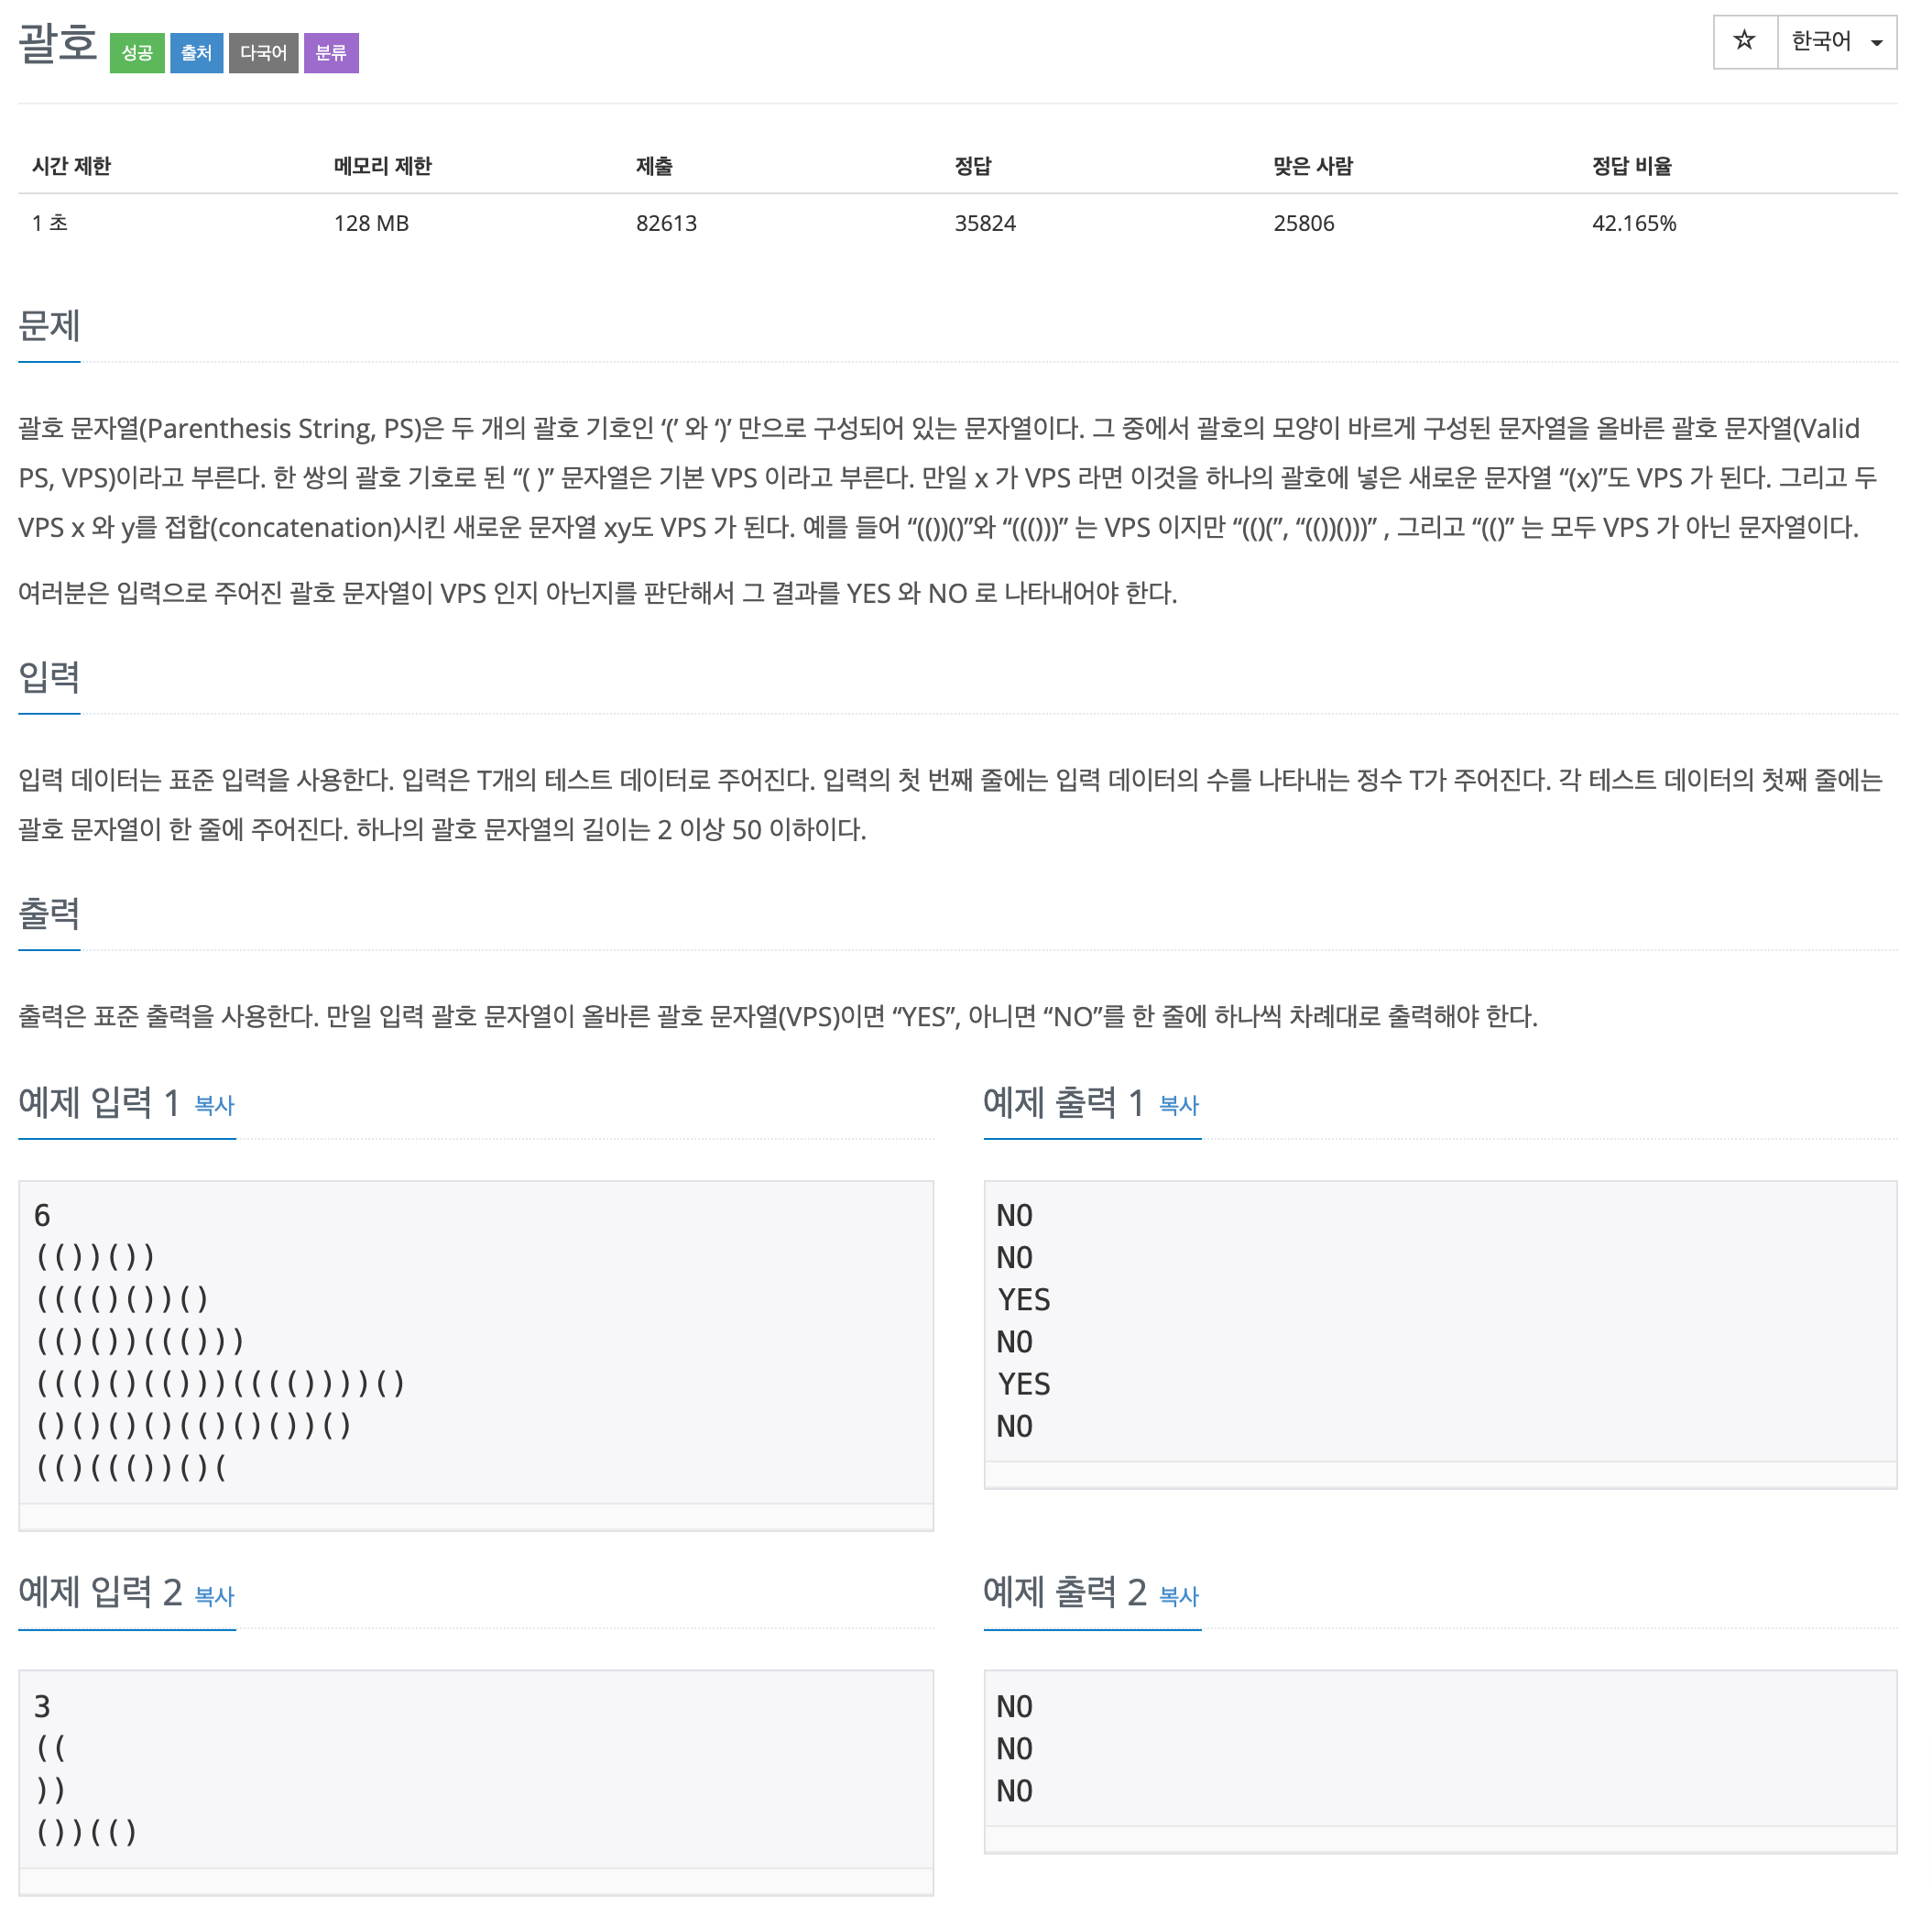 괄호 성공 출처 다국어 분류
☆ 한국어
시간 제한 메모리 제한 제출 정답 맞은 사람 정답 비율
1 초 128 MB 82613 35824 25806 42.165%
문제
괄호 문자열(Parenthesis String, PS)은 두 개의 괄호 기호인 ‘(’ 와 ‘)’ 만으로 구성되어 있는 문자열이다. 그 중에서 괄호의 모양이 바르게 구성된 문자열을 올바른 괄호 문자열(Valid
PS, VPS)이라고 부른다. 한 쌍의 괄호 기호로 된 “( )” 문자열은 기본 VPS 이라고 부른다. 만일 x 가 VPS 라면 이것을 하나의 괄호에 넣은 새로운 문자열 “(x)”도 VPS 가 된다. 그리고 두
VPS x 와 y를 접합(concatenation)시킨 새로운 문자열 xy도 VPS 가 된다. 예를 들어 “(())()”와 “((()))” 는 VPS 이지만 “(()(”, “(())()))” , 그리고 “(()” 는 모두 VPS 가 아닌 문자열이다.
여러분은 입력으로 주어진 괄호 문자열이 VPS 인지 아닌지를 판단해서 그 결과를 YES 와 NO 로 나타내어야 한다.
입력
입력 데이터는 표준 입력을 사용한다. 입력은 T개의 테스트 데이터로 주어진다. 입력의 첫 번째 줄에는 입력 데이터의 수를 나타내는 정수 T가 주어진다. 각 테스트 데이터의 첫째 줄에는
괄호 문자열이 한 줄에 주어진다. 하나의 괄호 문자열의 길이는 2 이상 50 이하이다.
출력
출력은 표준 출력을 사용한다. 만일 입력 괄호 문자열이 올바른 괄호 문자열(VPS)이면 “YES”, 아니면 “NO”를 한 줄에 하나씩 차례대로 출력해야 한다.
예제 입력 1 복사
6
(())())
(((()())()
(()())((()))
((()()(()))(((())))()
()()()()(()()())()
(()((())()(
예제 출력 1 복사
NO
NO
YES
NO
YES
NO
예제 입력 2 복사
3
((
))
())(()
예제 출력 2 복사
NO
NO
NO